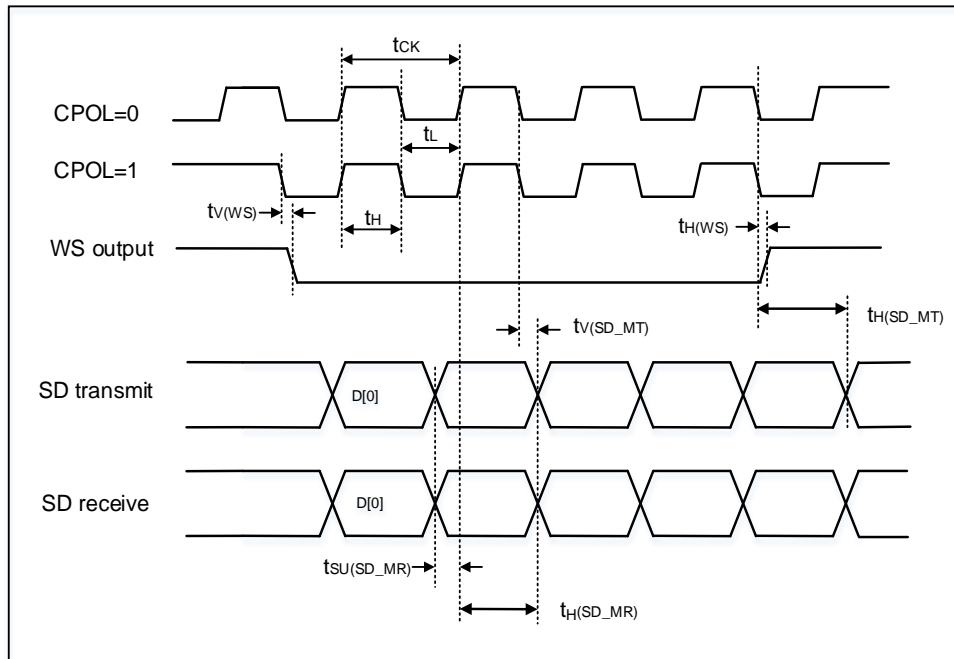 tCK
CPOL=0
tL
CPOL=1
tV(WS)
tH
tH(WS)
WS output
tV(SD_MT)
tH(SD_MT)
SD transmit
D[0]
SD receive
D[0]
tSU(SD_MR)
tH(SD_MR)